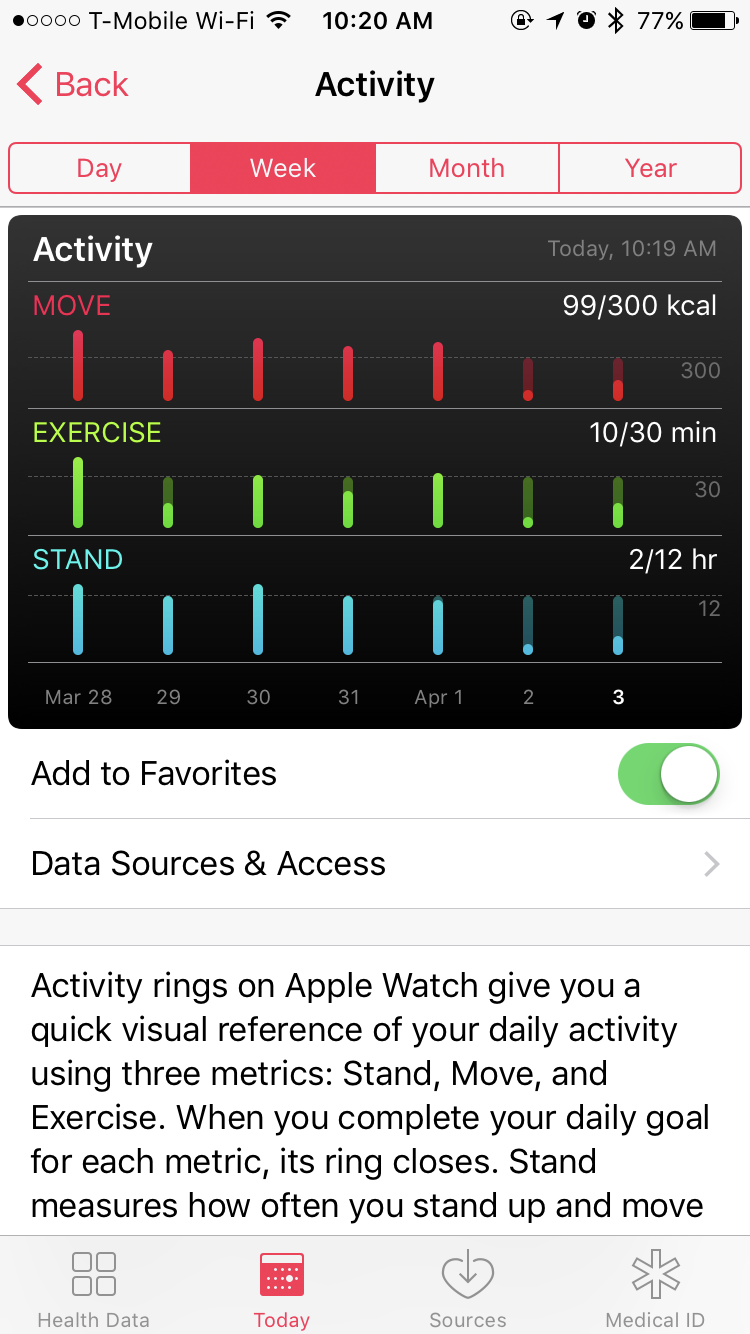 T-Mobile Wi-Fi 10:20 AM 77%
Back Activity
Day Week Month Year
Activity Today, 10:19 AM
MOVE 99/300 kcal
300
EXERCISE 10/30 min
30
STAND 2/12 hr
12
Mar 28 29 30 31 Apr 1 2 3
Add to Favorites
Data Sources & Access
Activity rings on Apple Watch give you a
quick visual reference of your daily activity
using three metrics: Stand, Move, and
Exercise. When you complete your daily goal
for each metric, its ring closes. Stand
measures how often you stand up and move
Health Data Today Sources Medical ID